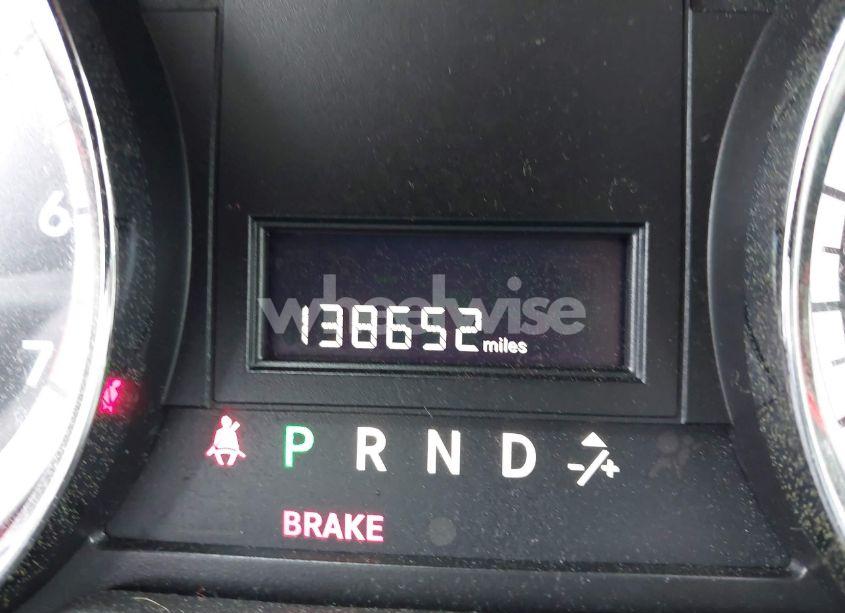 6
7
wheelwise
138652 miles
P R N D -/+
BRAKE